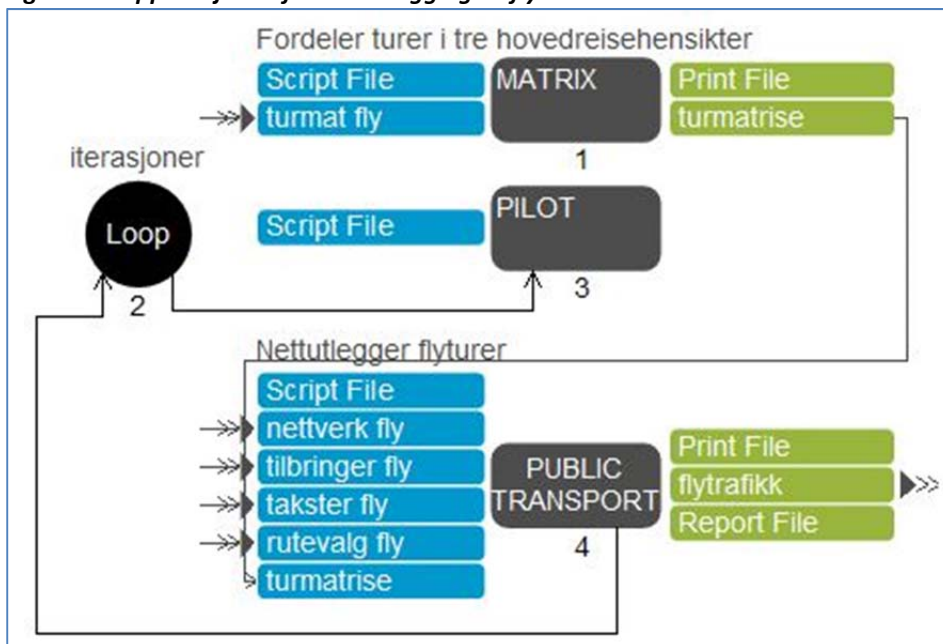 Fordeler turer i tre hovedreisehensikter
Script File MATRIX Print File
turmat fly turmatrise
1
iterasjoner
Loop
2
Script File PILOT
3
Nettutlegger flyturer
Script File
nettverk fly
tilbringer fly
takster fly
rutevalg fly
turmatrise
PUBLIC
TRANSPORT
4
Print File
flytrafikk
Report File